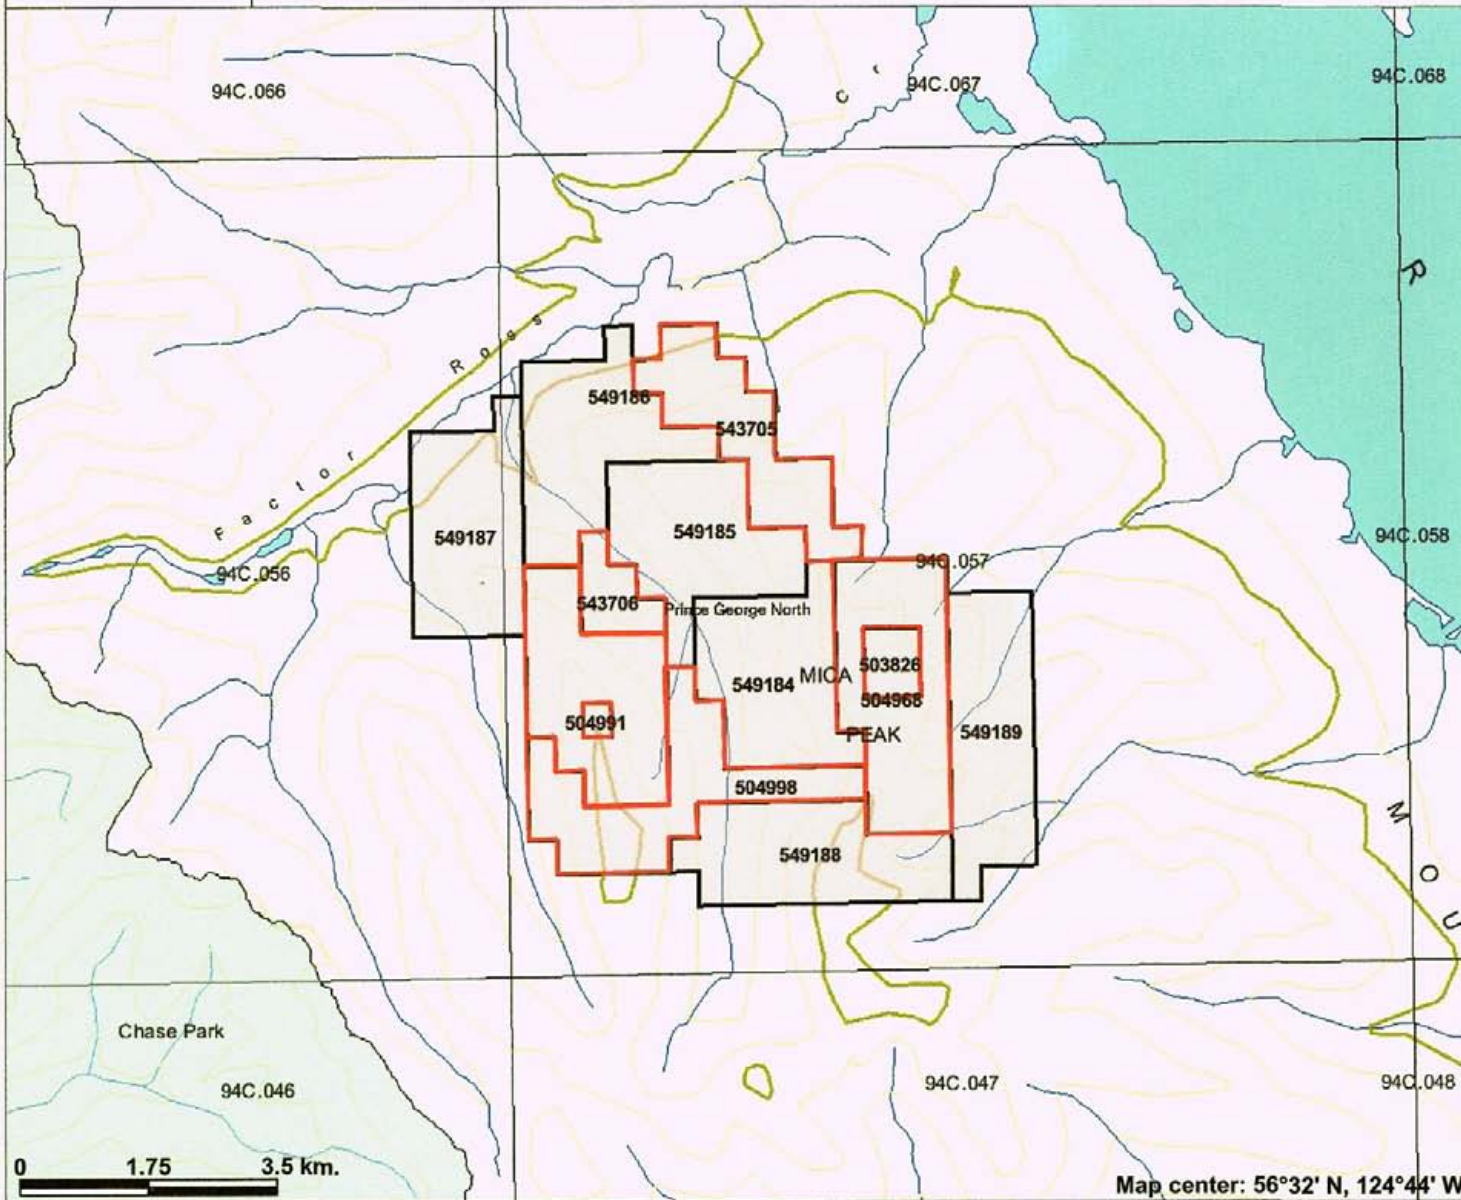 94C.066
94C.067
94C.068
C r
R
Factor Ross
549186
543705
549187
549185
94C.058
94C.057
94C.056
543706
Prince George North
503826
MICA
549184
504968
504991
PEAK
549189
504998
M O U
549188
Chase Park
94C.046
94C.047
94C.048
0 1.75 3.5 km.
Map center: 56°32' N, 124°44' W